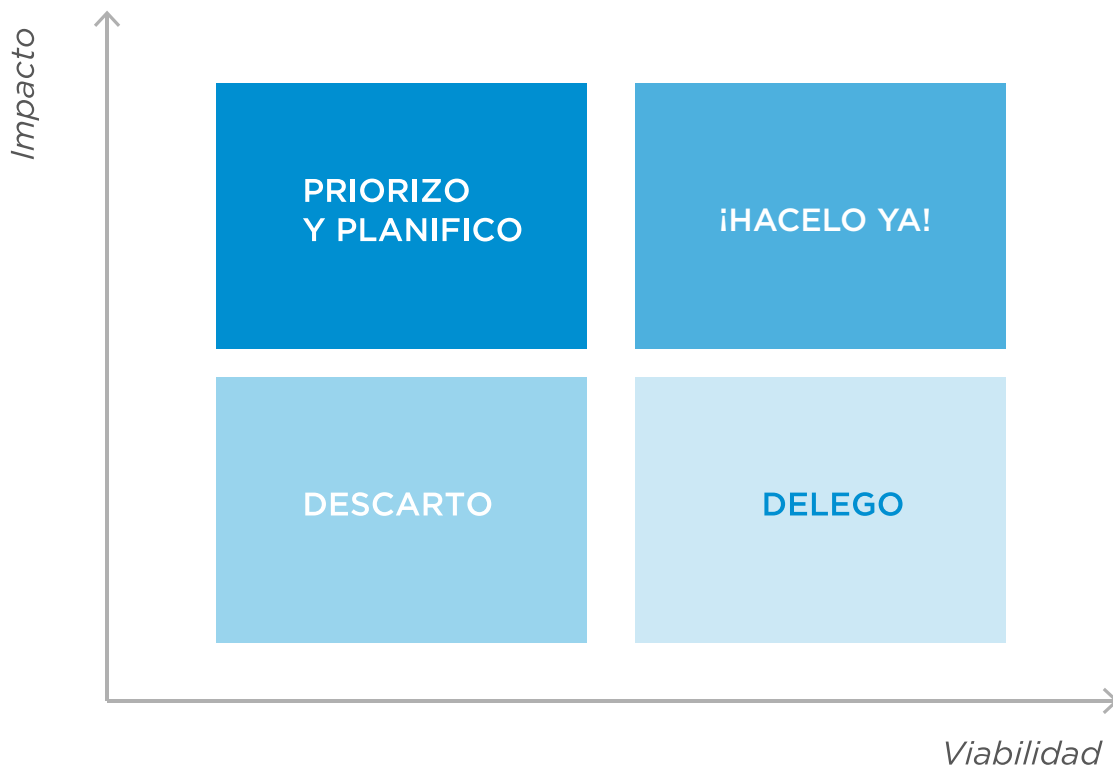 Impacto
PRIORIZO
Y PLANIFICO
¡HACELO YA!
DESCARTO
DELEGO
Viabilidad